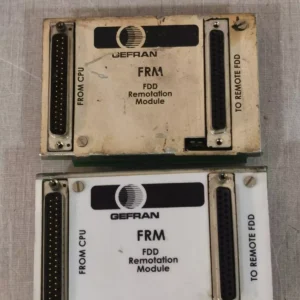 GEFRAN
FRM
FDD
Remotation
Module
FROM CPU
TO REMOTE FDD
GEFRAN
FRM
FDD
Remotation
Module
FROM CPU
TO REMOTE FDD